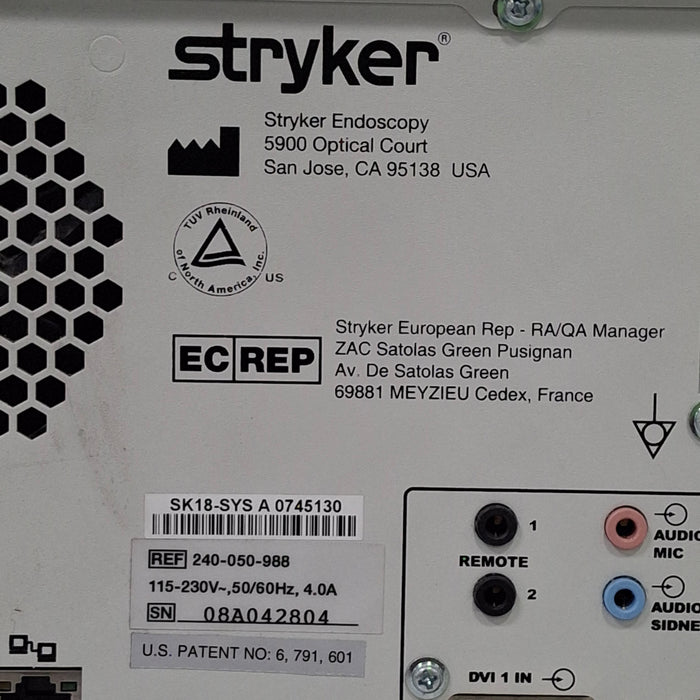 stryker®
Stryker Endoscopy
5900 Optical Court
San Jose, CA 95138 USA
TUV Rheinland
of North America, Inc.
C US
EC REP
Stryker European Rep - RA/QA Manager
ZAC Satolas Green Pusignan
Av. De Satolas Green
69881 MEYZIEU Cedex, France
SK18-SYS A 0745130
REF 240-050-988
115-230V~,50/60Hz, 4.0A
SN 08A042804
U.S. PATENT NO: 6, 791, 601
1
REMOTE
2
AUDIO
MIC
AUDIO
SIDNE
DVI 1 IN